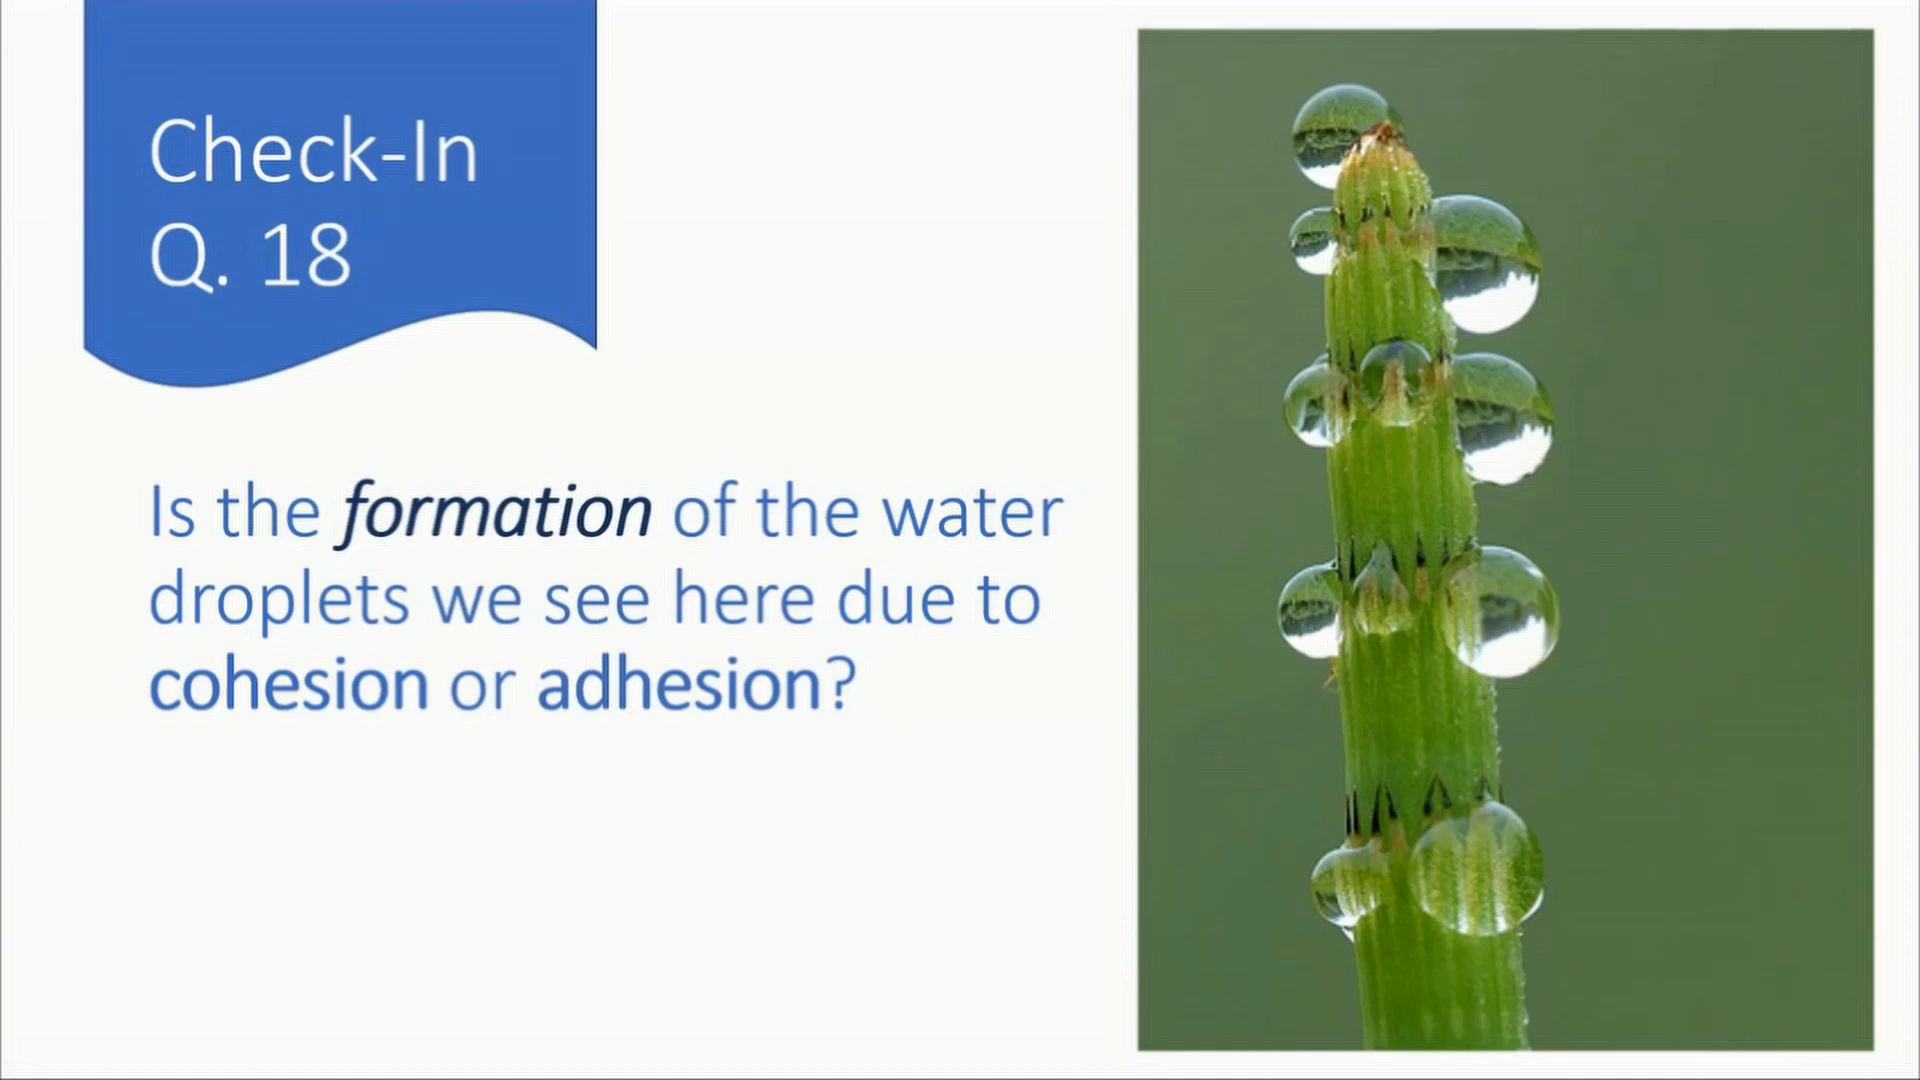 Check-In
Q. 18
Is the formation of the water
droplets we see here due to
cohesion or adhesion?